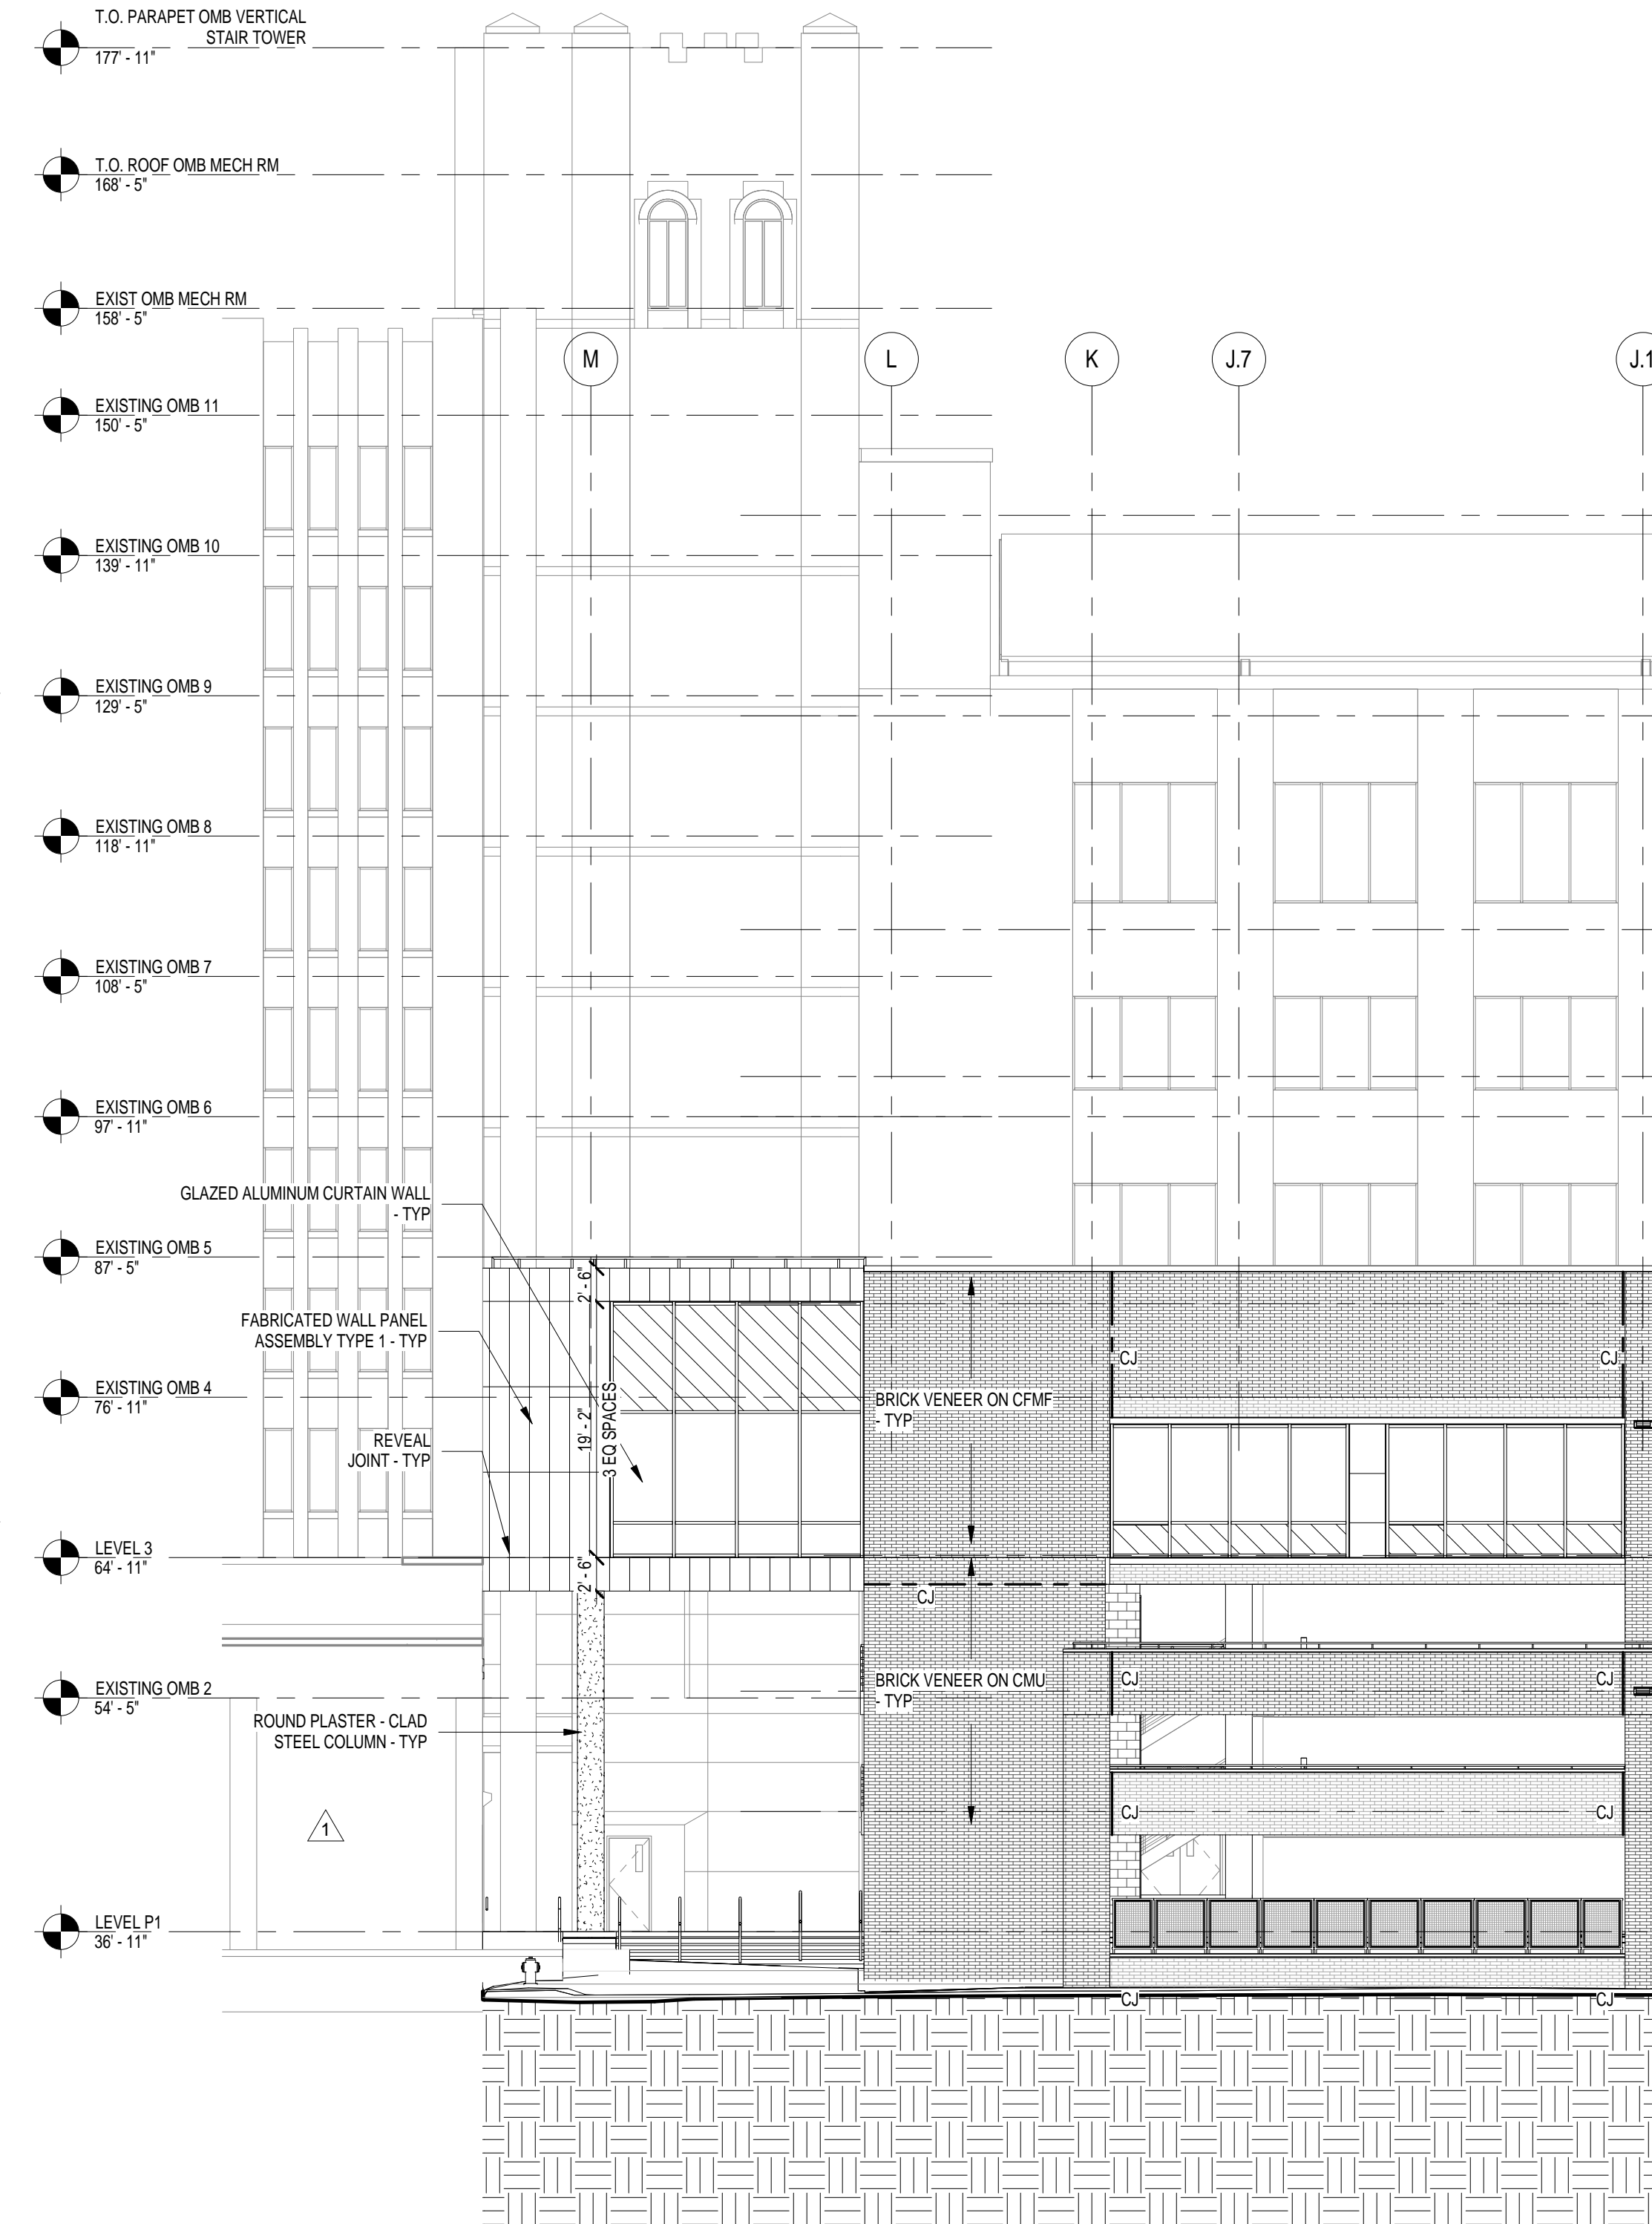 T.O. PARAPET OMB VERTICAL
STAIR TOWER
177' - 11"
T.O. ROOF OMB MECH RM
168' - 5"
EXIST OMB MECH RM
158' - 5"
M
L
K
J.7
J.1
EXISTING OMB 11
150' - 5"
EXISTING OMB 10
139' - 11"
EXISTING OMB 9
129' - 5"
EXISTING OMB 8
118' - 11"
EXISTING OMB 7
108' - 5"
EXISTING OMB 6
97' - 11"
GLAZED ALUMINUM CURTAIN WALL
- TYP
EXISTING OMB 5
87' - 5"
2' - 6"
FABRICATED WALL PANEL
ASSEMBLY TYPE 1 - TYP
CJ
CJ
EXISTING OMB 4
76' - 11"
19' - 2"
3 EQ SPACES
BRICK VENEER ON CFMF
- TYP
REVEAL
JOINT - TYP
LEVEL 3
64' - 11"
2' - 6"
CJ
BRICK VENEER ON CMU
- TYP
CJ
CJ
EXISTING OMB 2
54' - 5"
ROUND PLASTER - CLAD
STEEL COLUMN - TYP
1
CJ
CJ
LEVEL P1
36' - 11"
CJ
CJ